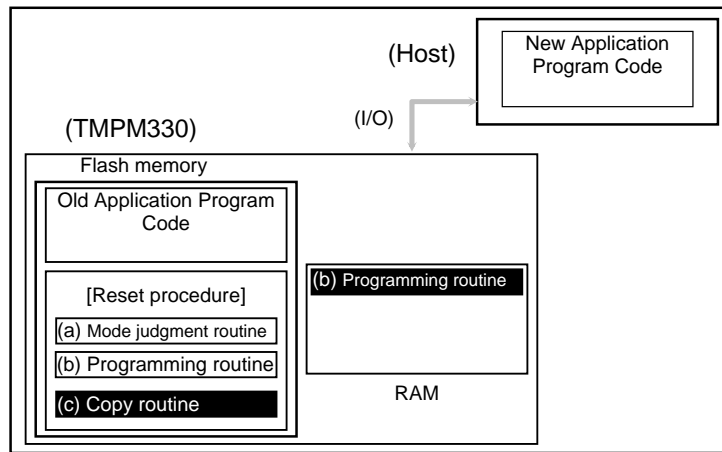 (Host)
New Application
Program Code
(I/O)
(TMPM330)
Flash memory
Old Application Program
Code
[Reset procedure]
(a) Mode judgment routine
(b) Programming routine
(c) Copy routine
(b) Programming routine
RAM